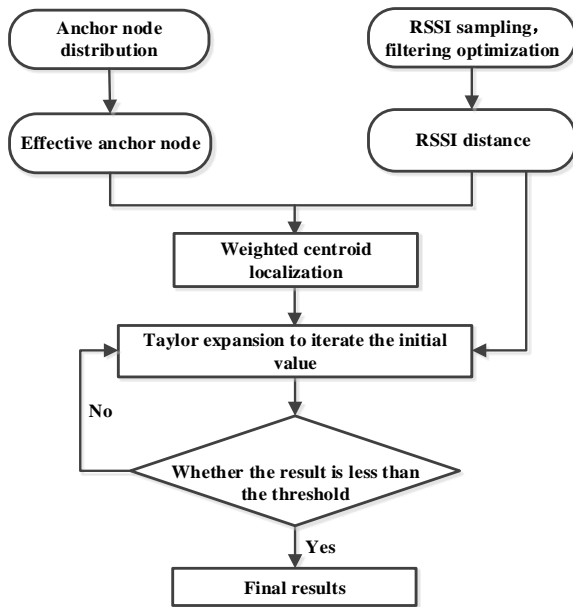 Anchor node
distribution
RSSI sampling,
filtering optimization
Effective anchor node
RSSI distance
Weighted centroid
localization
Taylor expansion to iterate the initial
value
No
Whether the result is less than
the threshold
Yes
Final results